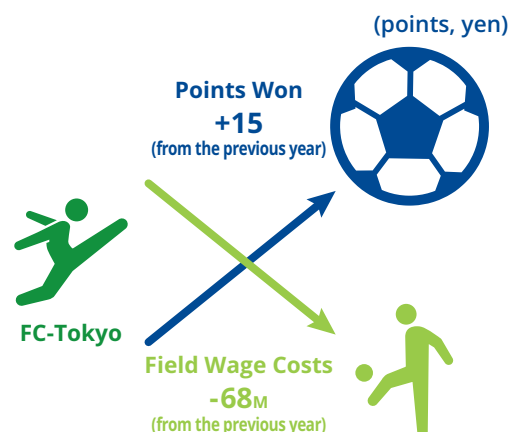 (points, yen)
Points Won
+15
(from the previous year)
FC-Tokyo
Field Wage Costs
-68M
(from the previous year)